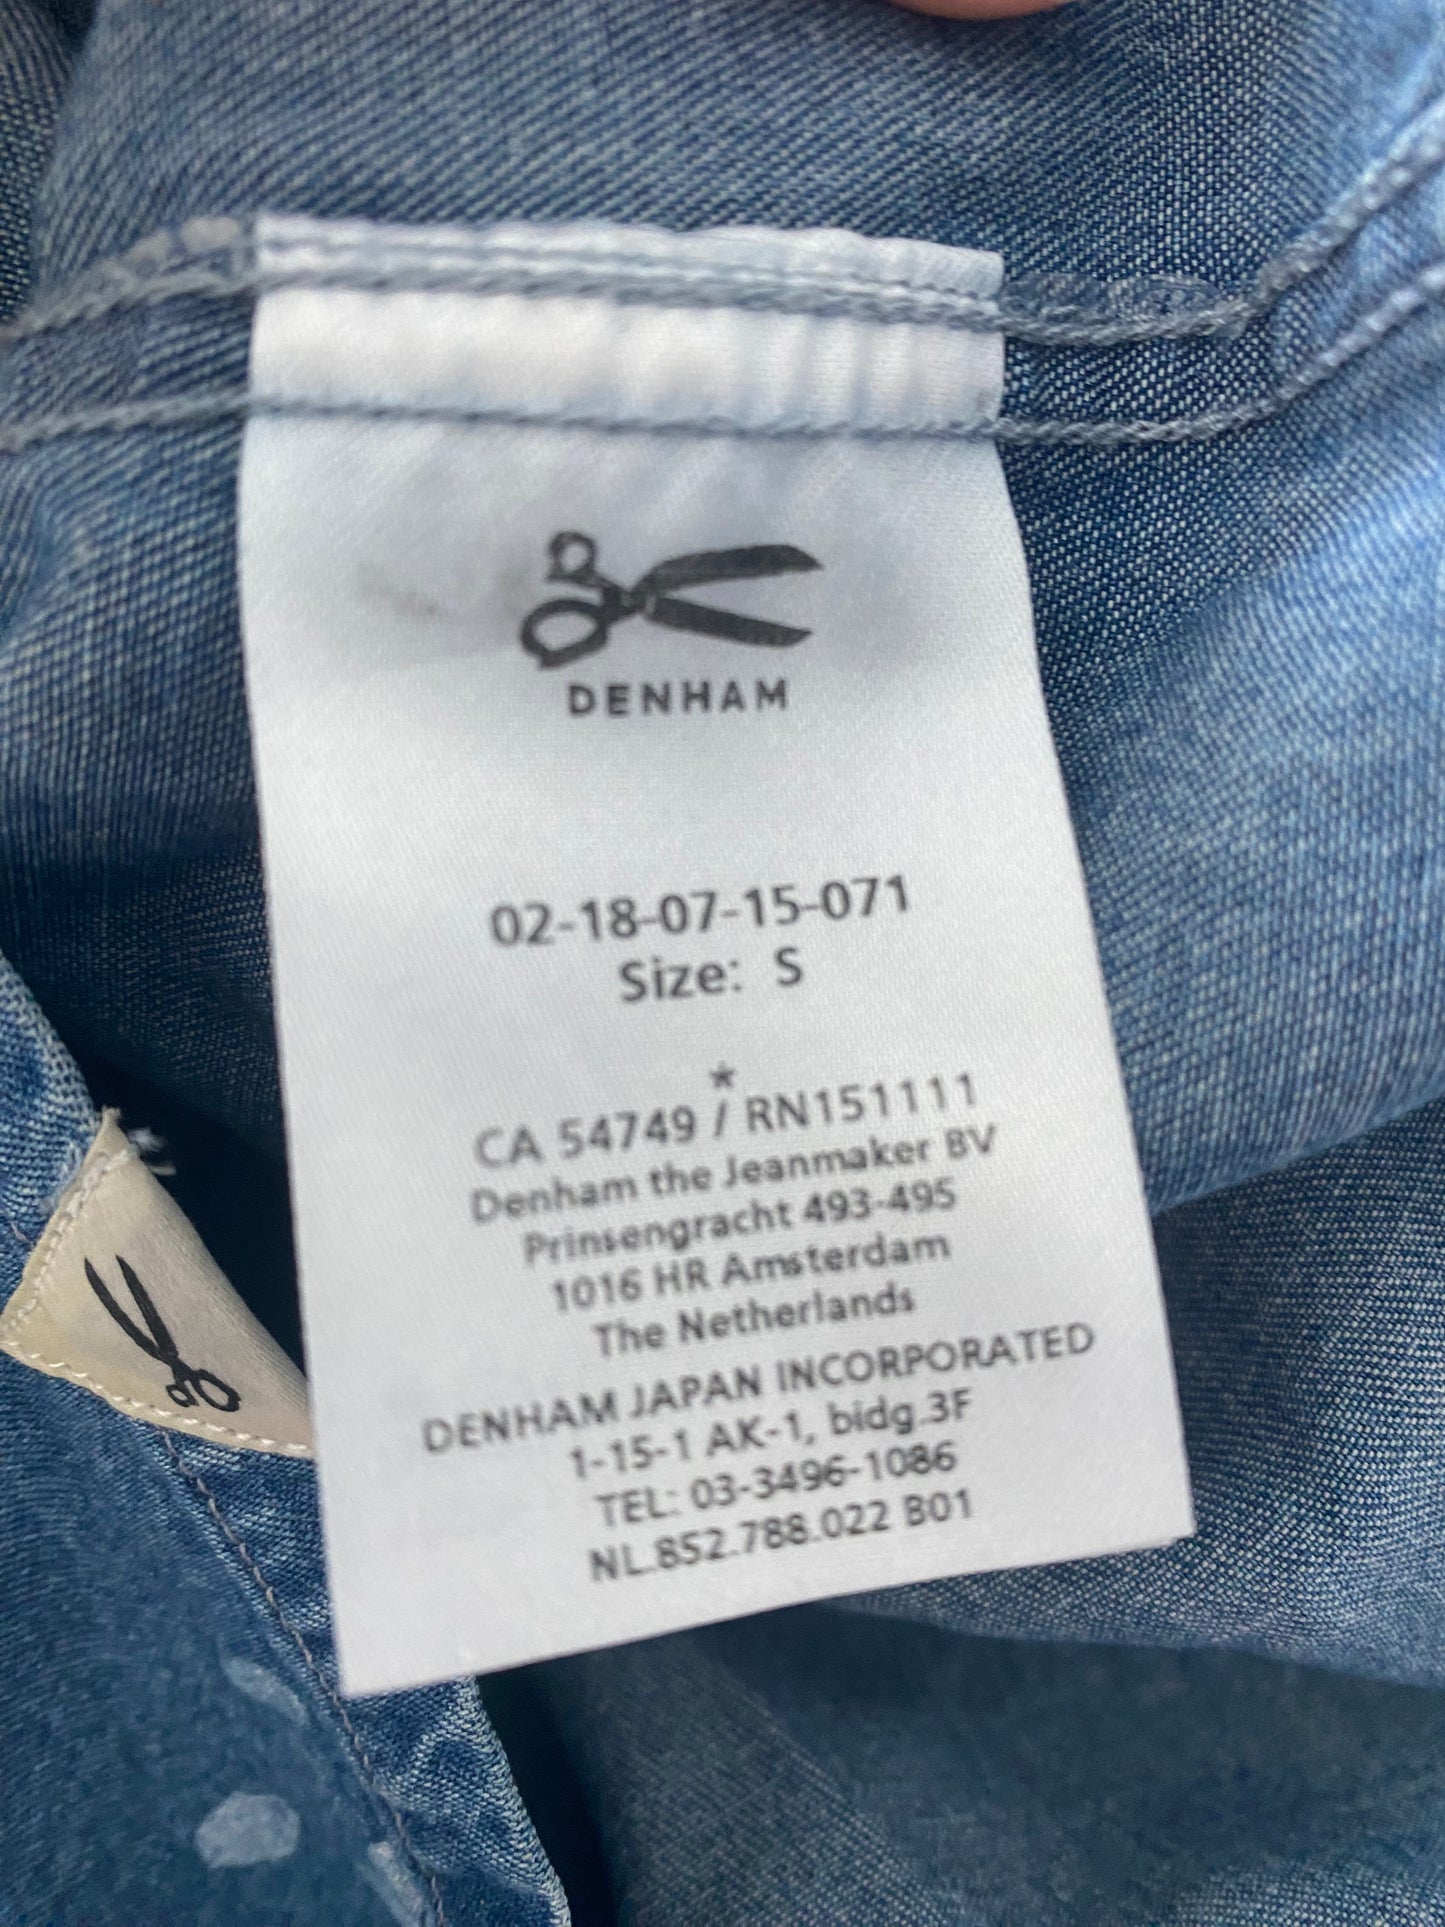 DENHAM
02-18-07-15-071
Size: S
*
CA 54749 / RN151111
Denham the Jeanmaker BV
Prinsengracht 493-495
1016 HR Amsterdam
The Netherlands
DENHAM JAPAN INCORPORATED
1-15-1 AK-1, bidg.3F
TEL: 03-3496-1086
NL.852.788.022 B01